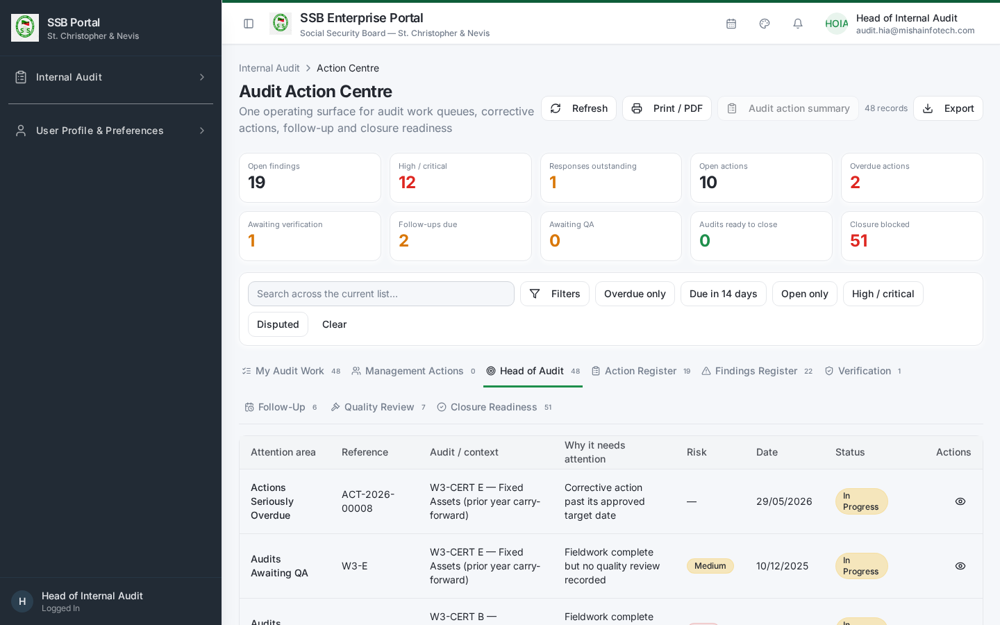 SSB Portal
St. Christopher & Nevis
Internal Audit
User Profile & Preferences
H
Head of Internal Audit
Logged In
SSB Enterprise Portal
Social Security Board — St. Christopher & Nevis
HOIA
Head of Internal Audit
audit.hia@mishainfotech.com
Internal Audit > Action Centre
Audit Action Centre
One operating surface for audit work queues, corrective
actions, follow-up and closure readiness
Refresh
Print / PDF
Audit action summary
48 records
Export
Open findings
19
High / critical
12
Responses outstanding
1
Open actions
10
Overdue actions
2
Awaiting verification
1
Follow-ups due
2
Awaiting QA
0
Audits ready to close
0
Closure blocked
51
Search across the current list...
Filters
Overdue only
Due in 14 days
Open only
High / critical
Disputed
Clear
My Audit Work 48
Management Actions 0
Head of Audit 48
Action Register 19
Findings Register 22
Verification 1
Follow-Up 6
Quality Review 7
Closure Readiness 51
Attention area
Reference
Audit / context
Why it needs
attention
Risk
Date
Status
Actions
Actions
Seriously
Overdue
ACT-2026-
00008
W3-CERT E — Fixed
Assets (prior year carry-
forward)
Corrective action
past its approved
target date
—
29/05/2026
In
Progress
Audits
Awaiting QA
W3-E
W3-CERT E — Fixed
Assets (prior year carry-
forward)
Fieldwork complete
but no quality review
recorded
Medium
10/12/2025
In
Progress
Audits
W3-CERT B —
Fieldwork complete
In